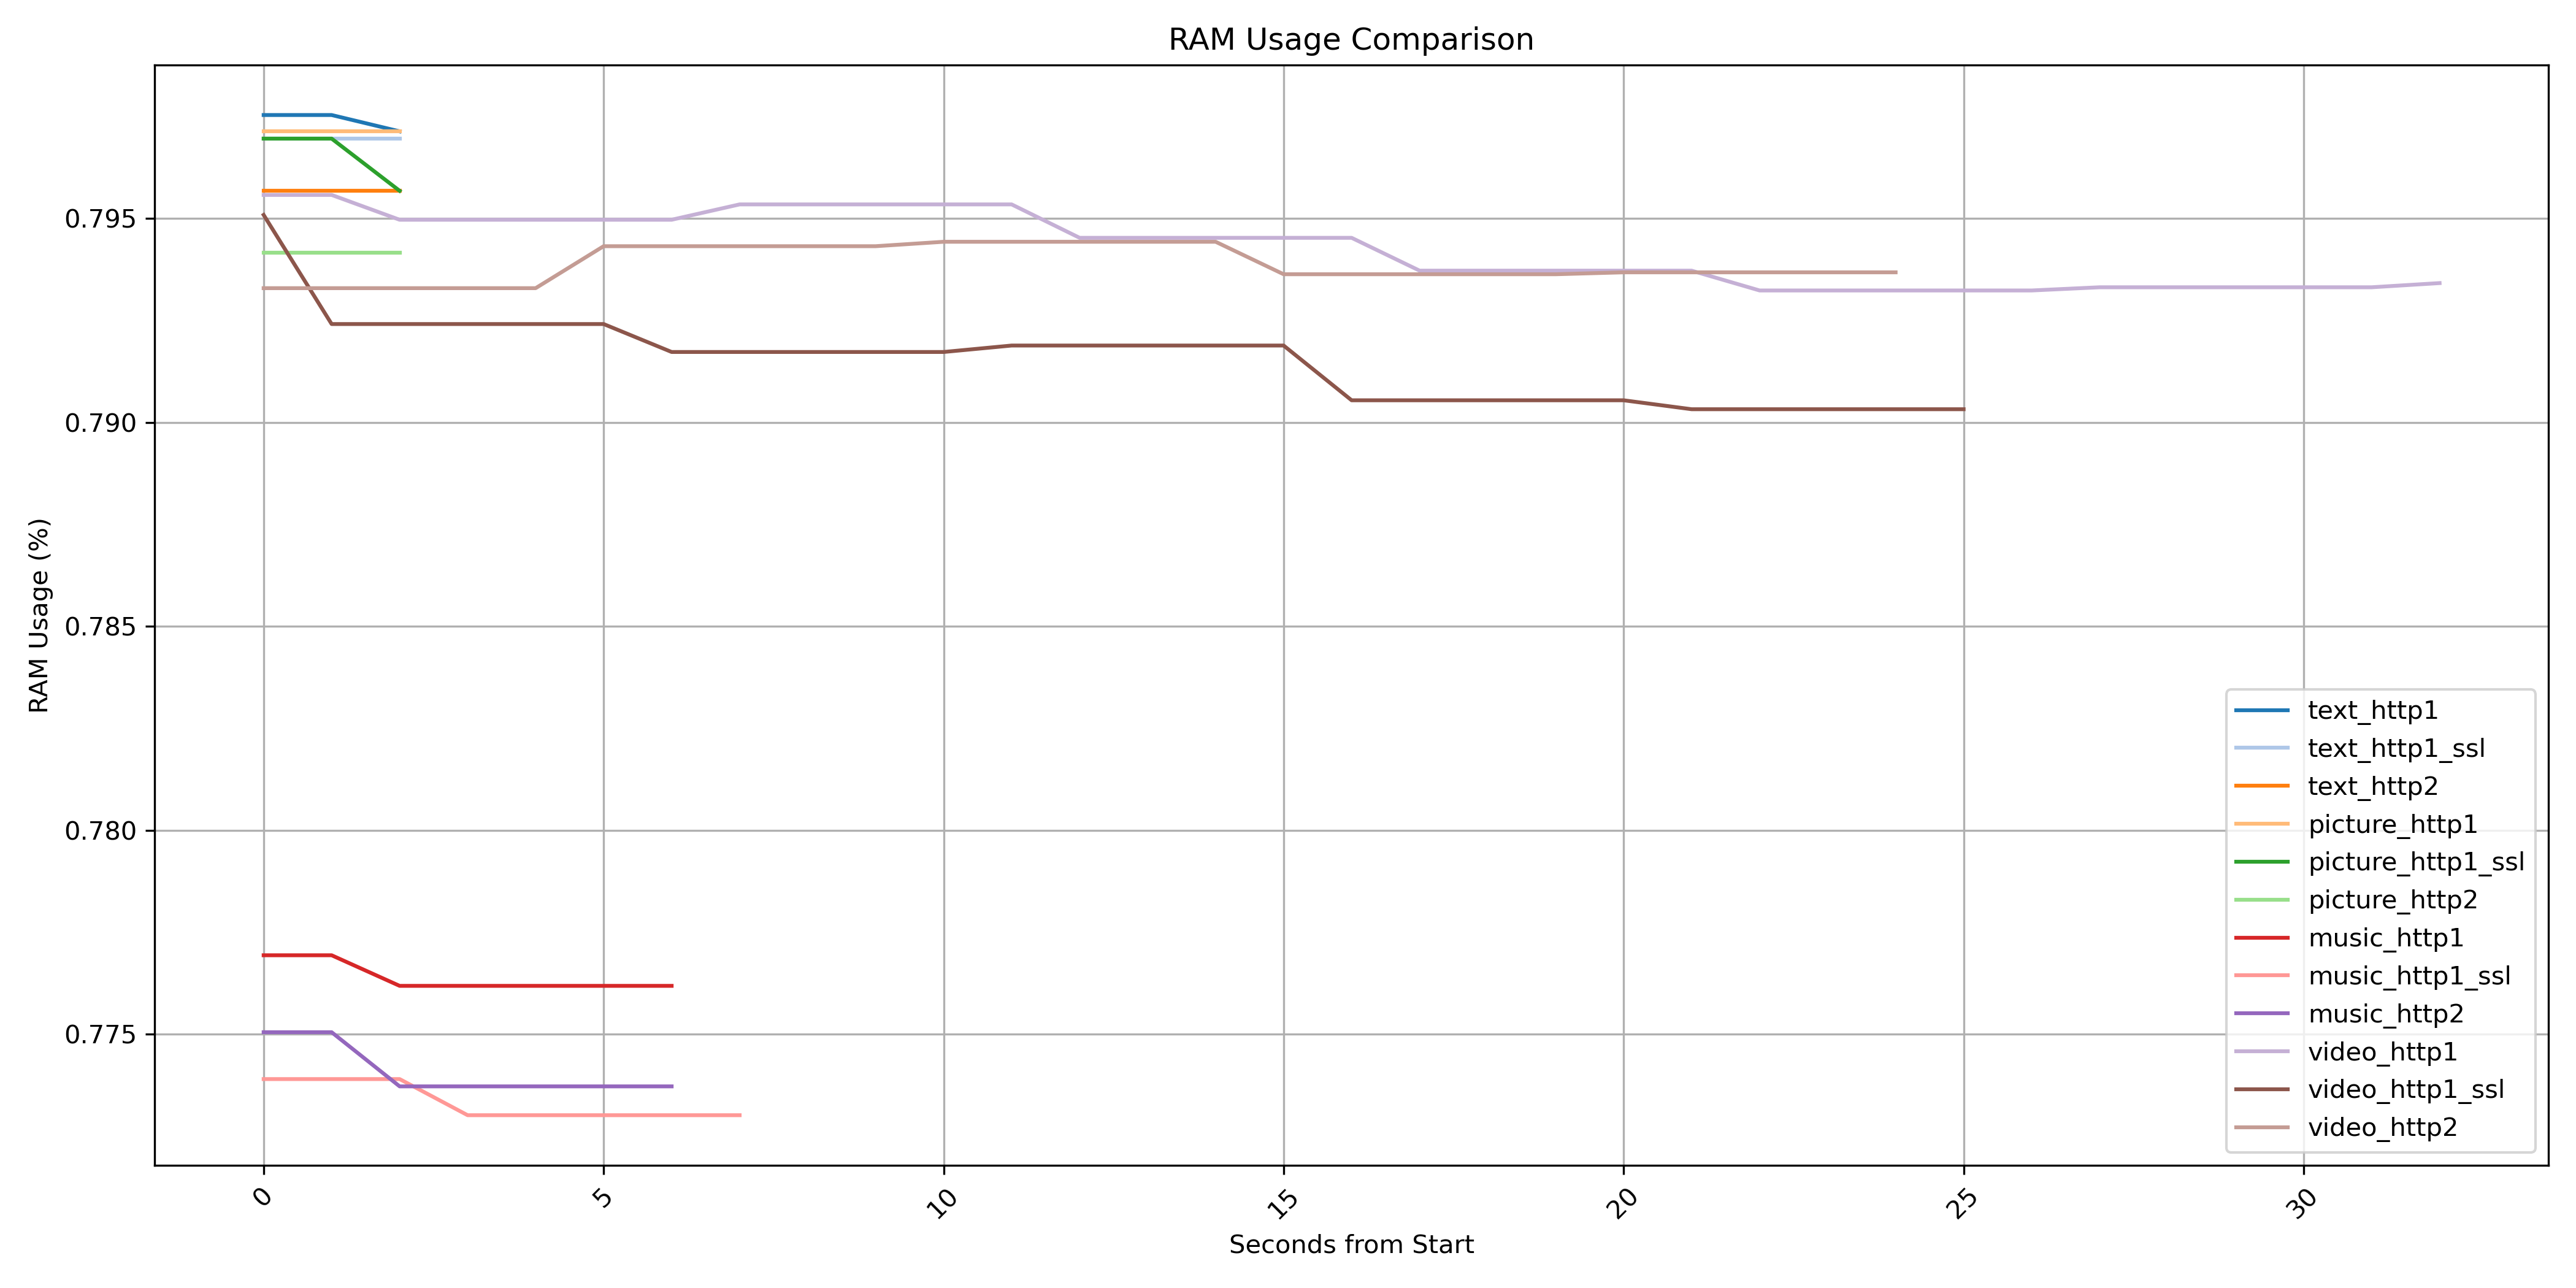 RAM Usage Comparison
RAM Usage (%)
0.795
0.790
0.785
0.780
0.775
0
5
10
15
20
25
30
Seconds from Start
text_http1
text_http1_ssl
text_http2
picture_http1
picture_http1_ssl
picture_http2
music_http1
music_http1_ssl
music_http2
video_http1
video_http1_ssl
video_http2